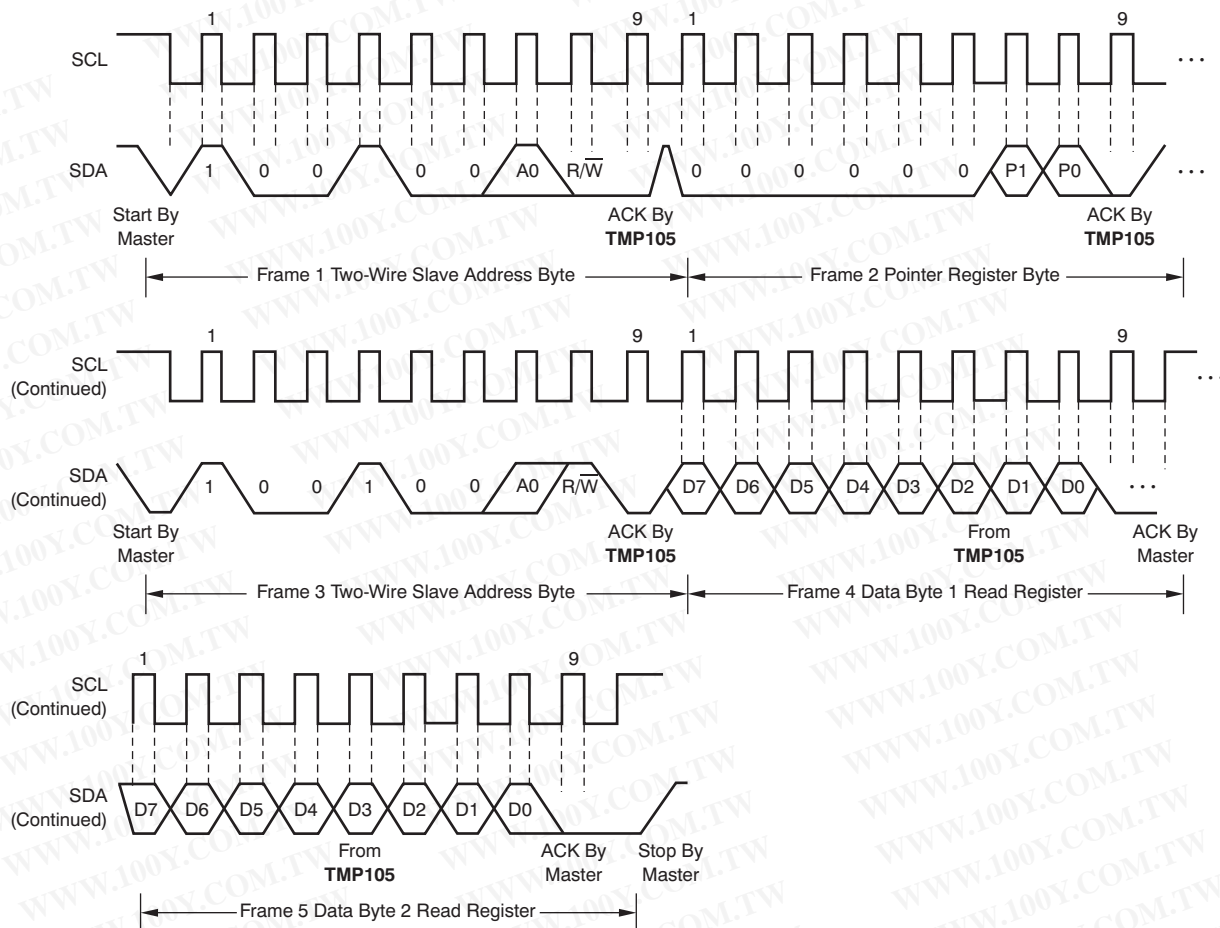 1 9 1 9
SCL ...
SDA 1 0 0 0 0 A0 R/W̅ 0 0 0 0 0 0 P1 P0 ...
Start By Master ACK By TMP105 ACK By TMP105
Frame 1 Two-Wire Slave Address Byte Frame 2 Pointer Register Byte
1 9 1 9
SCL (Continued) ...
SDA (Continued) 1 0 0 1 0 0 A0 R/W̅ D7 D6 D5 D4 D3 D2 D1 D0 ...
Start By Master ACK By TMP105 From TMP105 ACK By Master
Frame 3 Two-Wire Slave Address Byte Frame 4 Data Byte 1 Read Register
1 9
SCL (Continued)
SDA (Continued) D7 D6 D5 D4 D3 D2 D1 D0
From TMP105 ACK By Master Stop By Master
Frame 5 Data Byte 2 Read Register
WWW.100Y.COM.TW